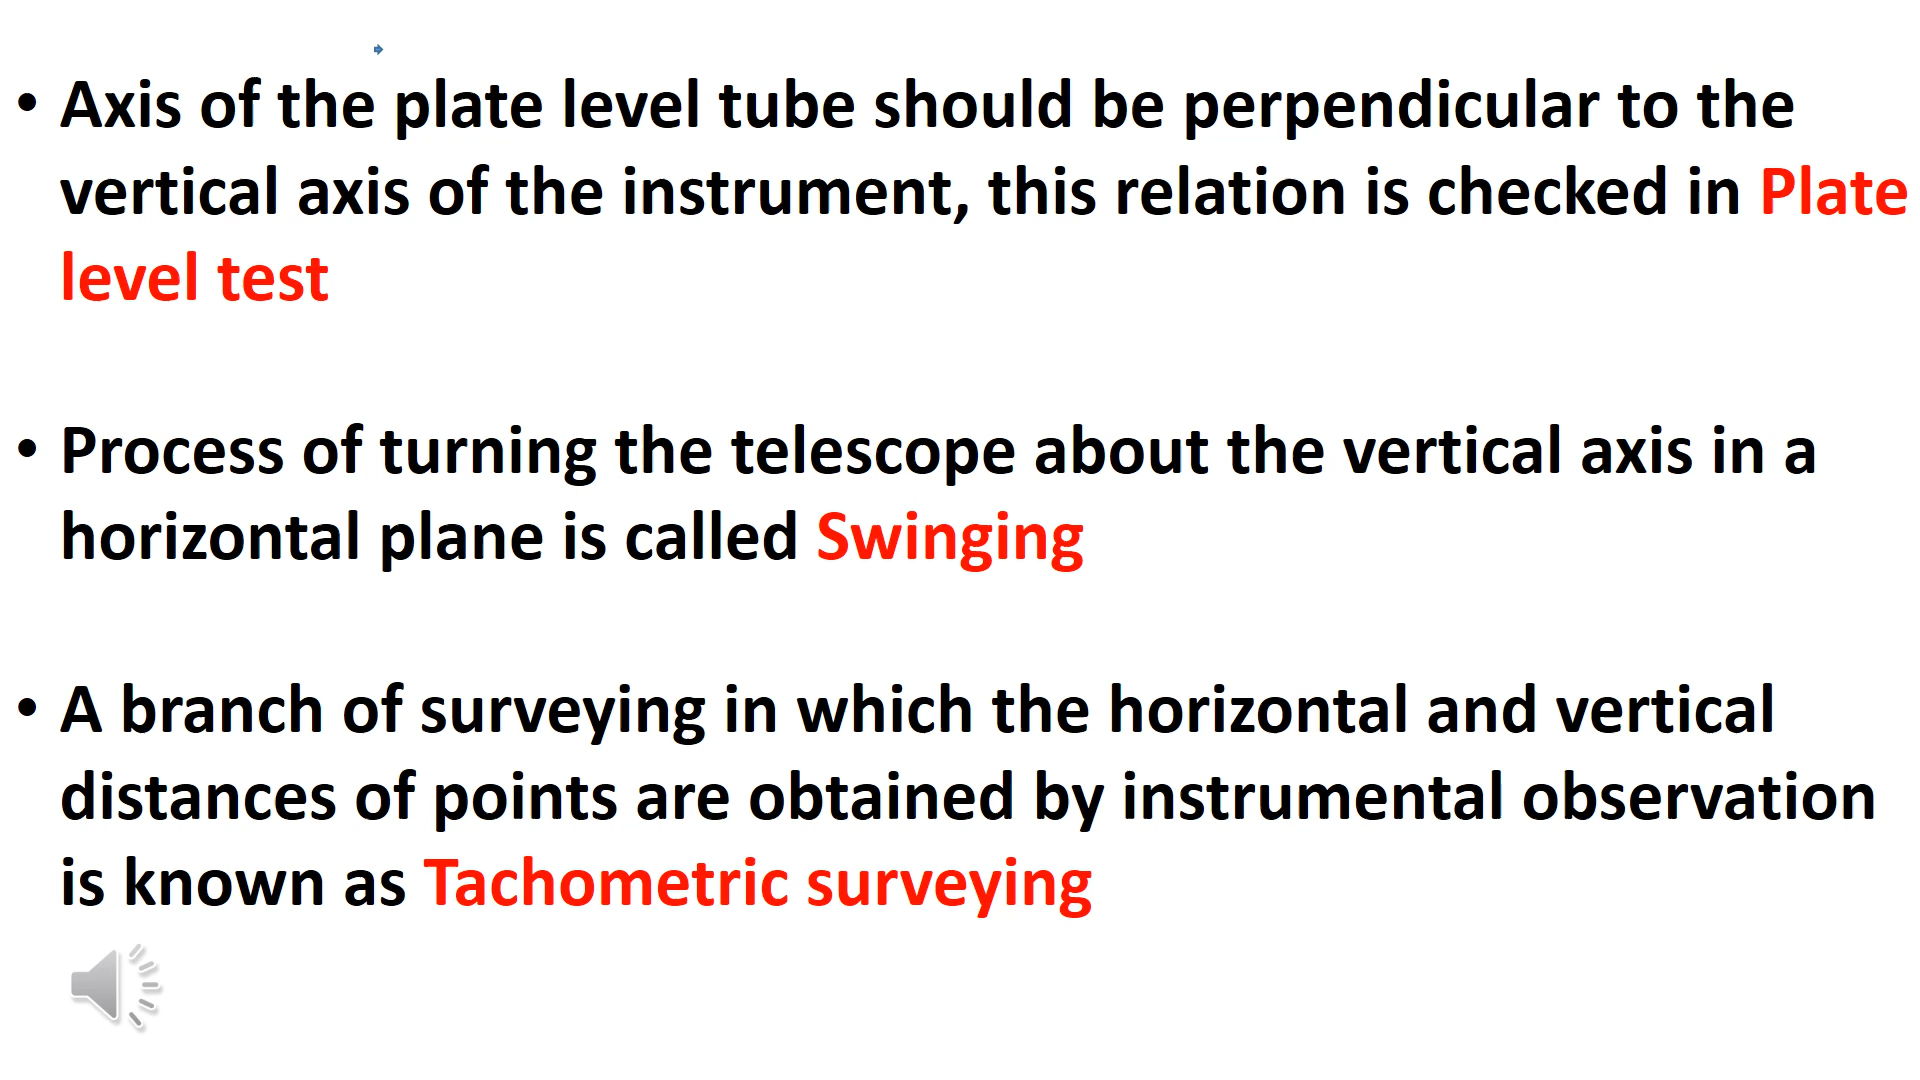 • Axis of the plate level tube should be perpendicular to the
vertical axis of the instrument, this relation is checked in Plate
level test
• Process of turning the telescope about the vertical axis in a
horizontal plane is called Swinging
• A branch of surveying in which the horizontal and vertical
distances of points are obtained by instrumental observation
is known as Tachometric surveying